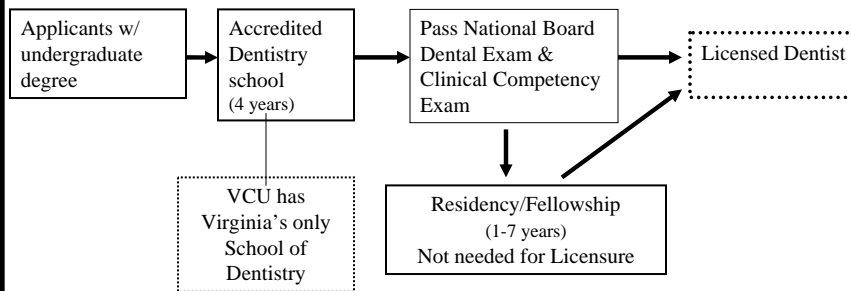 Applicants w/
undergraduate
degree
Accredited
Dentistry
school
(4 years)
Pass National Board
Dental Exam &
Clinical Competency
Exam
Licensed Dentist
VCU has
Virginia’s only
School of
Dentistry
Residency/Fellowship
(1-7 years)
Not needed for Licensure